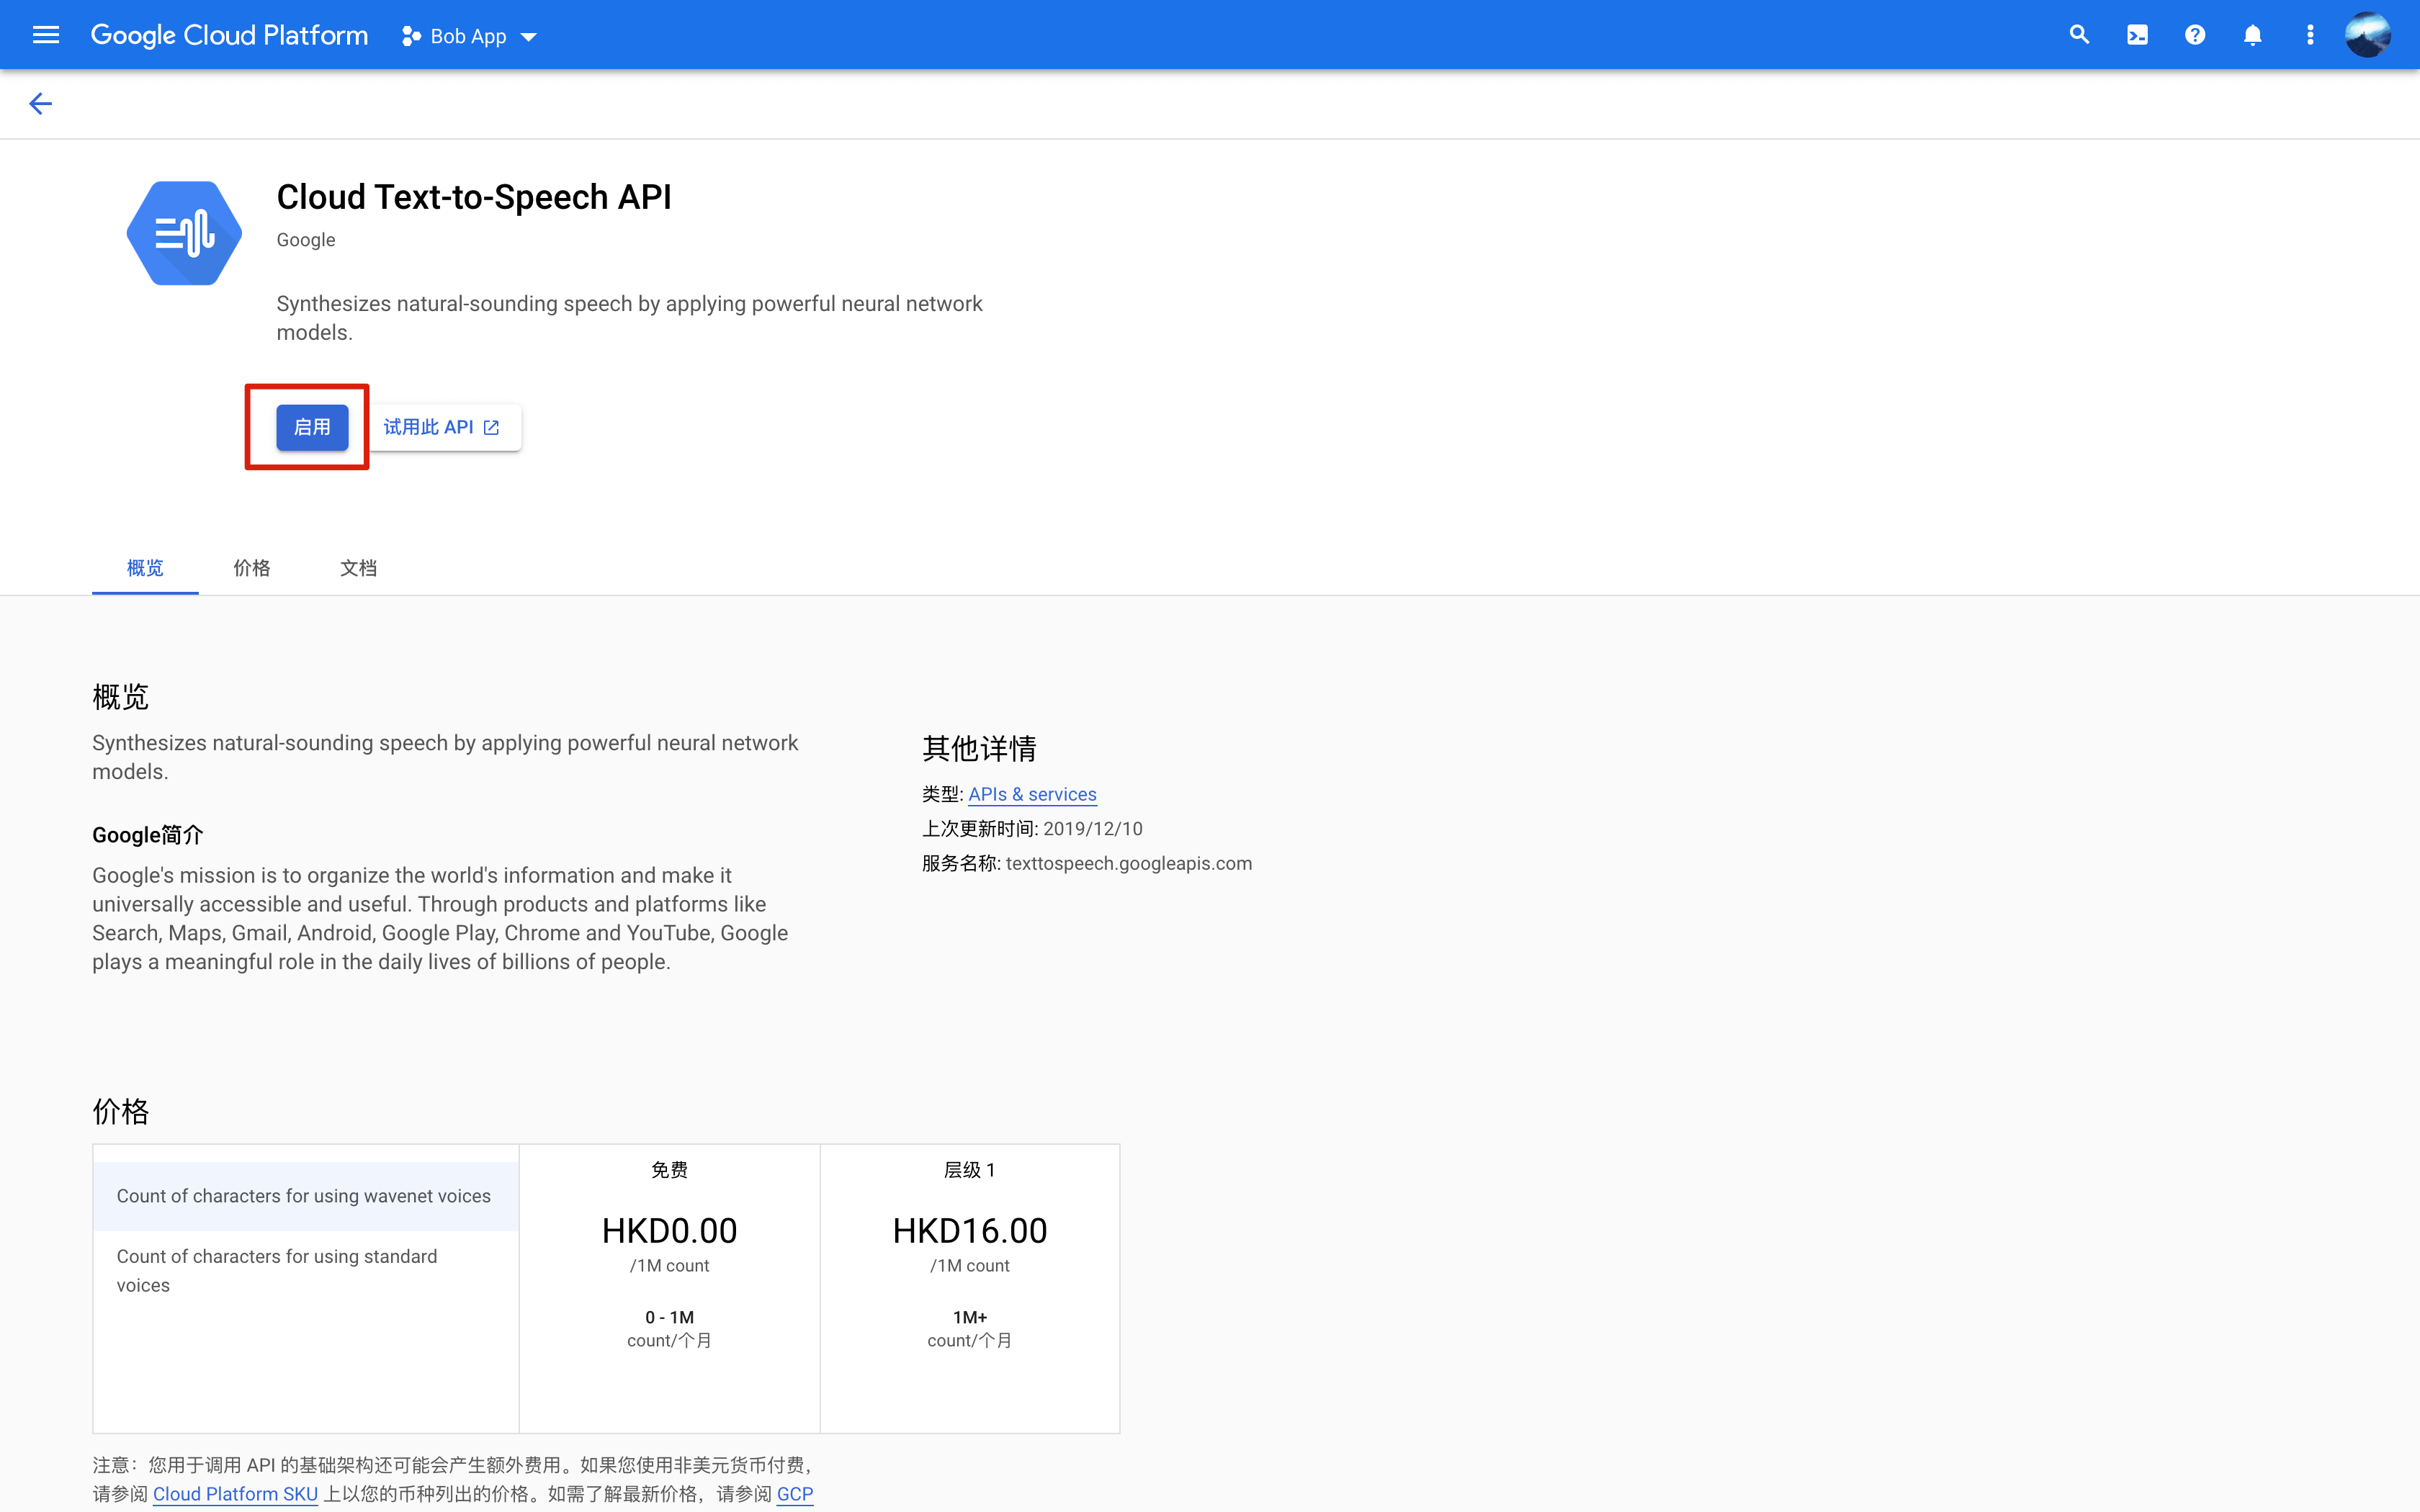 Google Cloud Platform
Bob App
Cloud Text-to-Speech API
Google
Synthesizes natural-sounding speech by applying powerful neural network
models.
启用
试用此 API
概览
价格
文档
概览
Synthesizes natural-sounding speech by applying powerful neural network
models.
Google简介
Google's mission is to organize the world's information and make it
universally accessible and useful. Through products and platforms like
Search, Maps, Gmail, Android, Google Play, Chrome and YouTube, Google
plays a meaningful role in the daily lives of billions of people.
其他详情
类型: APIs & services
上次更新时间: 2019/12/10
服务名称: texttospeech.googleapis.com
价格
Count of characters for using wavenet voices
Count of characters for using standard
voices
免费
HKD0.00
/1M count
0 - 1M
count/个月
层级 1
HKD16.00
/1M count
1M+
count/个月
注意：您用于调用 API 的基础架构还可能会产生额外费用。如果您使用非美元货币付费，
请参阅 Cloud Platform SKU 上以您的币种列出的价格。如需了解最新价格，请参阅 GCP